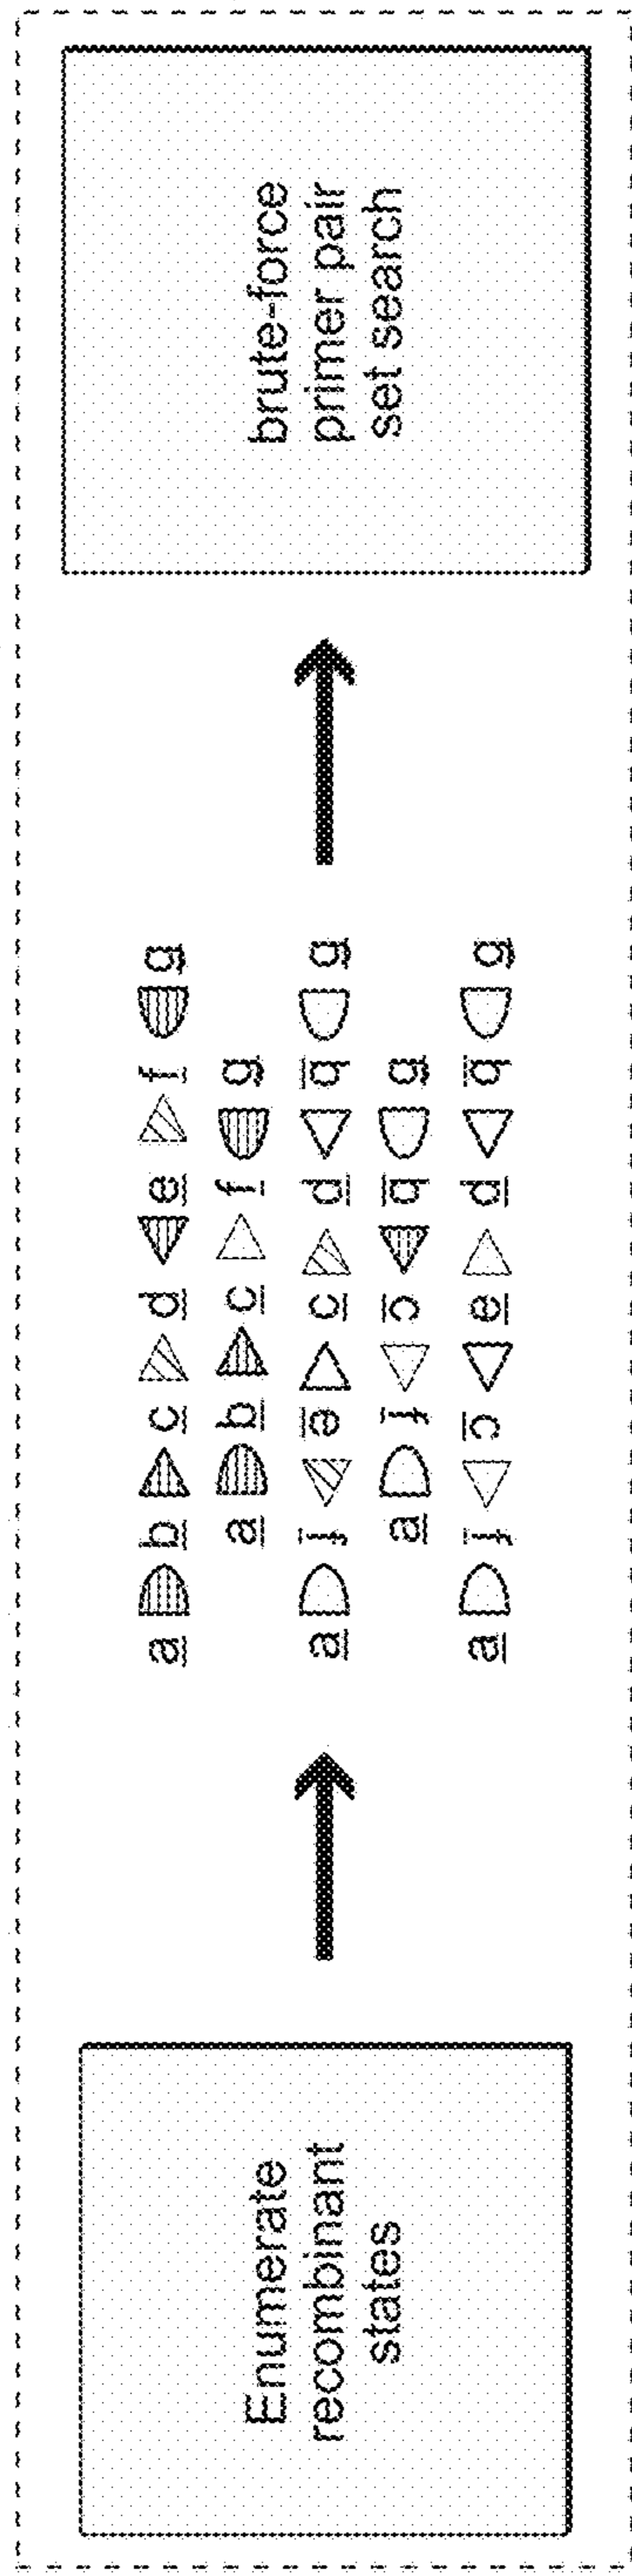 Enumerate
recombinant
states
a b c d e f g
a b c f g
a f e c d b g
a f c b g
a f c e d b g
brute-force
primer pair
set search